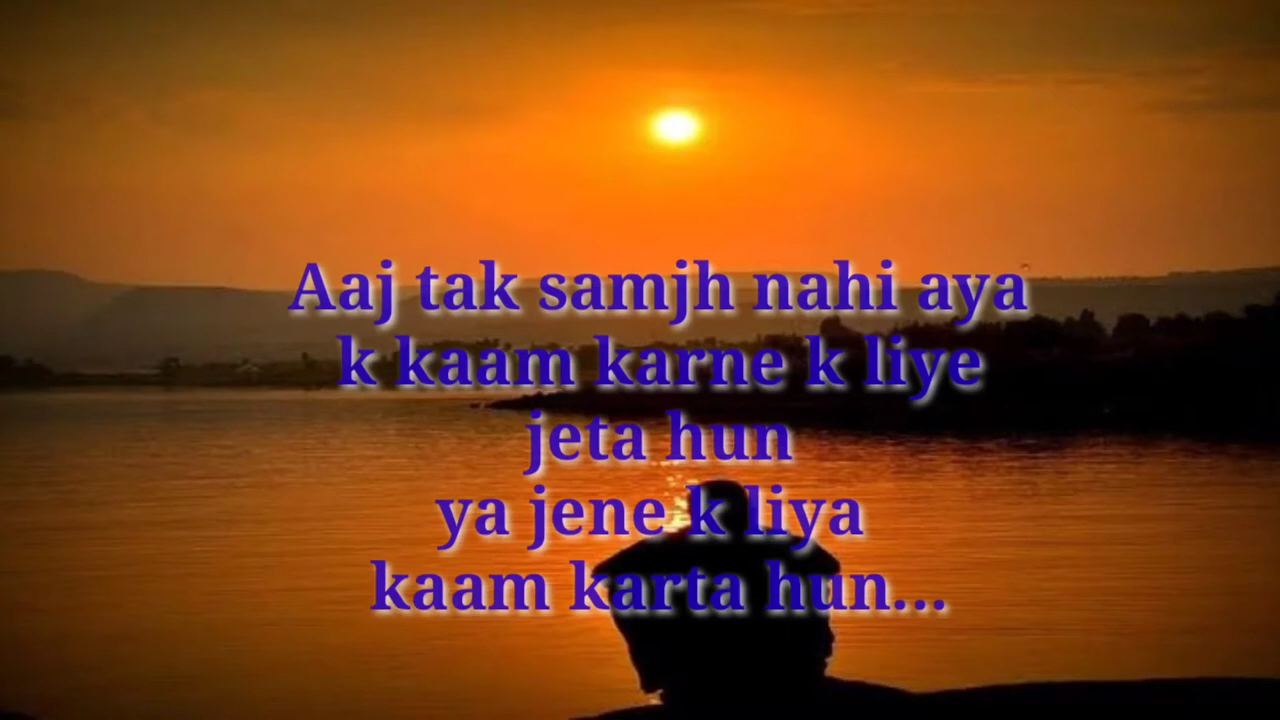 Aaj tak samjh nahi aya
k kaam karne k liye
jeta hun
ya jene k liya
kaam karta hun...